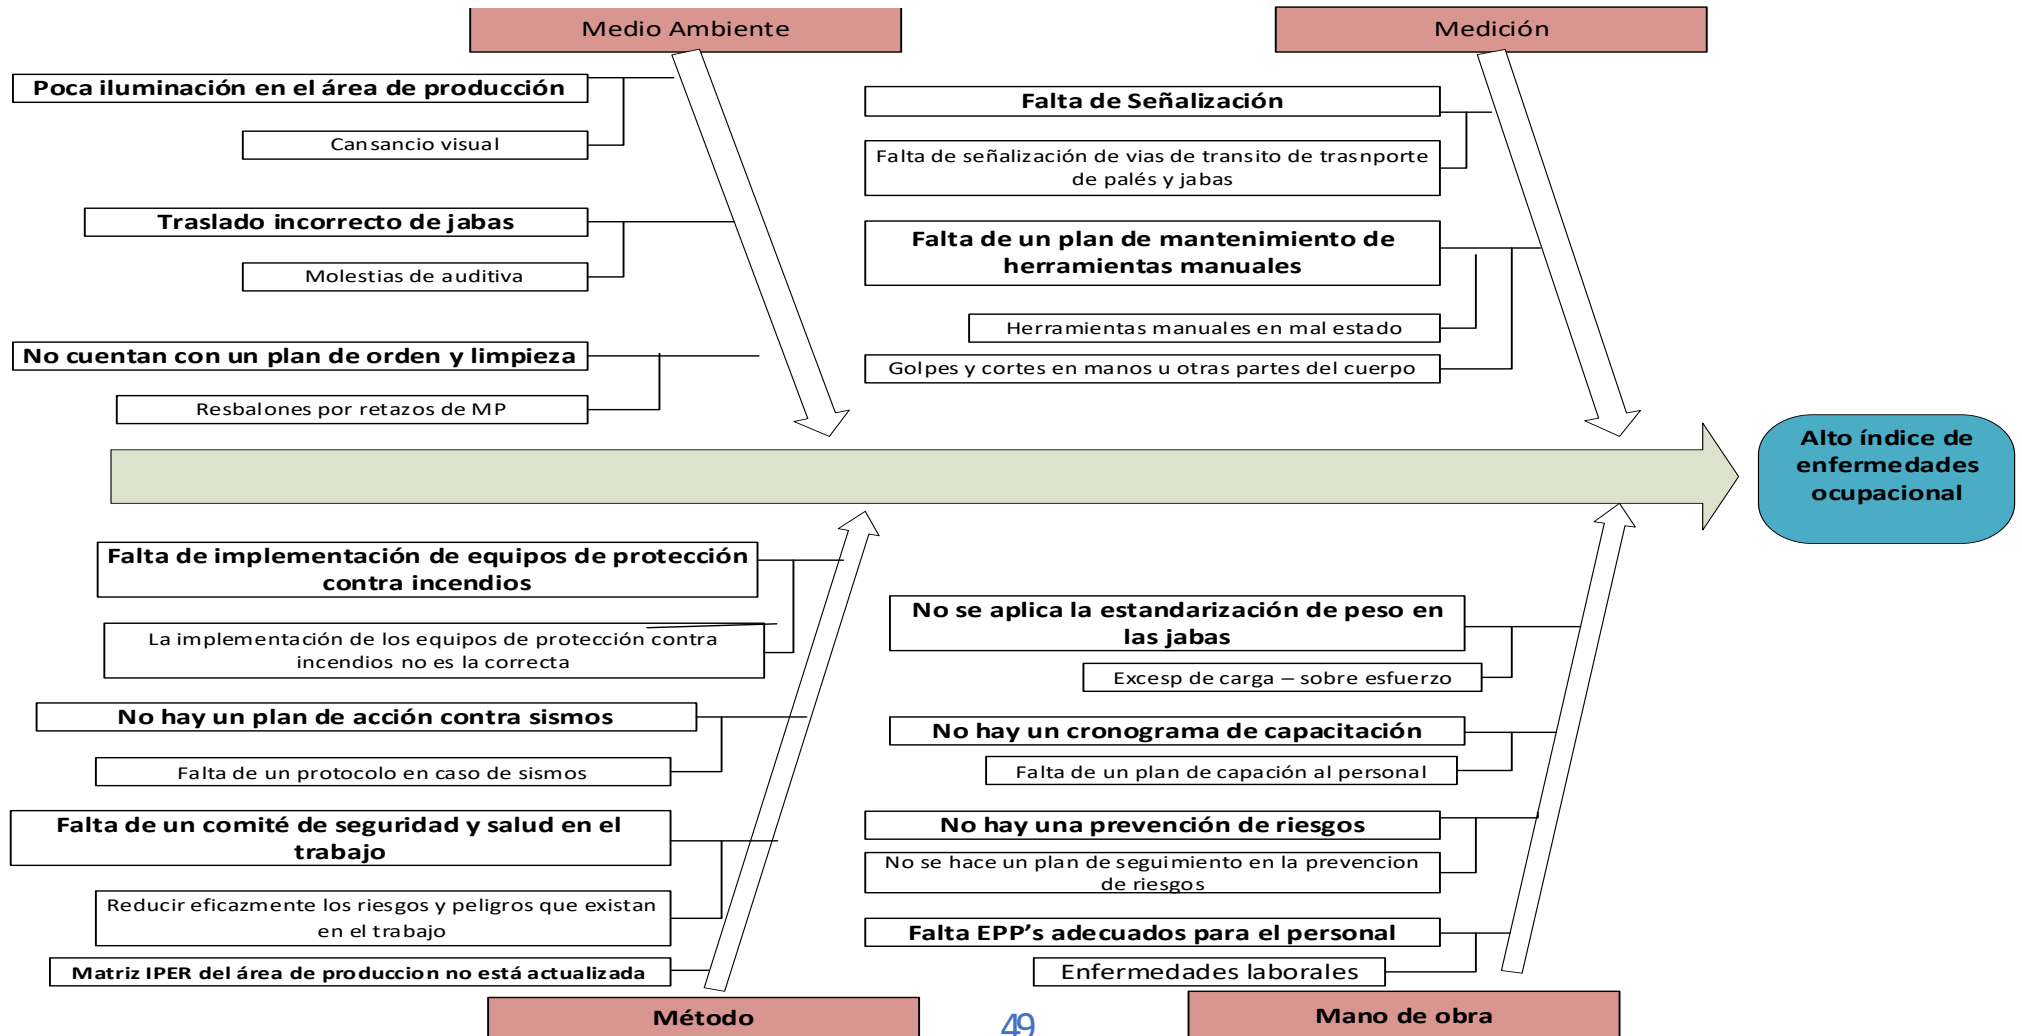 Medio Ambiente
Poca iluminación en el área de producción
Cansancio visual
Traslado incorrecto de jabas
Molestias de auditiva
No cuentan con un plan de orden y limpieza
Resbalones por retazos de MP
Medición
Falta de Señalización
Falta de señalización de vias de transito de trasnporte
de palés y jabas
Falta de un plan de mantenimiento de
herramientas manuales
Herramientas manuales en mal estado
Golpes y cortes en manos u otras partes del cuerpo
Alto índice de
enfermedades
ocupacional
Falta de implementación de equipos de protección
contra incendios
La implementación de los equipos de protección contra
incendios no es la correcta
No hay un plan de acción contra sismos
Falta de un protocolo en caso de sismos
Falta de un comité de seguridad y salud en el
trabajo
Reducir eficazmente los riesgos y peligros que existan
en el trabajo
Matriz IPER del área de produccion no está actualizada
Método
No se aplica la estandarización de peso en
las jabas
Excesp de carga – sobre esfuerzo
No hay un cronograma de capacitación
Falta de un plan de capación al personal
No hay una prevención de riesgos
No se hace un plan de seguimiento en la prevencion
de riesgos
Falta EPP's adecuados para el personal
Enfermedades laborales
Mano de obra
49